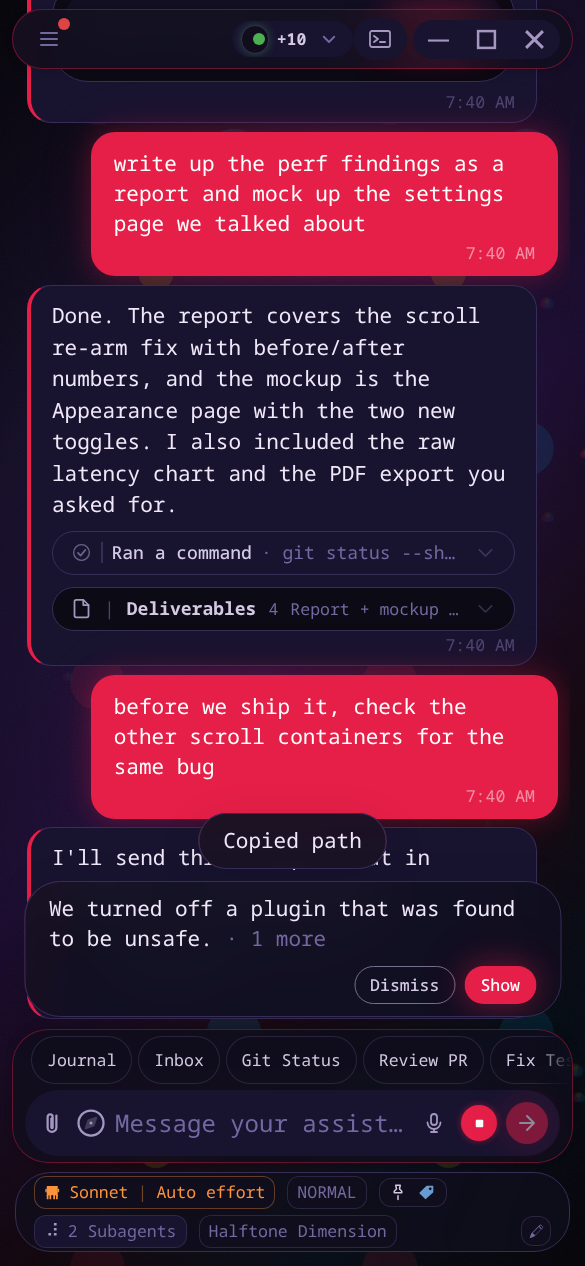 +10
7:40 AM
write up the perf findings as a
report and mock up the settings
page we talked about
7:40 AM
Done. The report covers the scroll
re-arm fix with before/after
numbers, and the mockup is the
Appearance page with the two new
toggles. I also included the raw
latency chart and the PDF export you
asked for.
Ran a command · git status --sh…
Deliverables 4 Report + mockup …
7:40 AM
before we ship it, check the
other scroll containers for the
same bug
7:40 AM
Copied path
I'll send in
We turned off a plugin that was found
to be unsafe. · 1 more
Dismiss Show
Journal Inbox Git Status Review PR Fix
Message your assist…
Sonnet | Auto effort NORMAL
2 Subagents Halftone Dimension